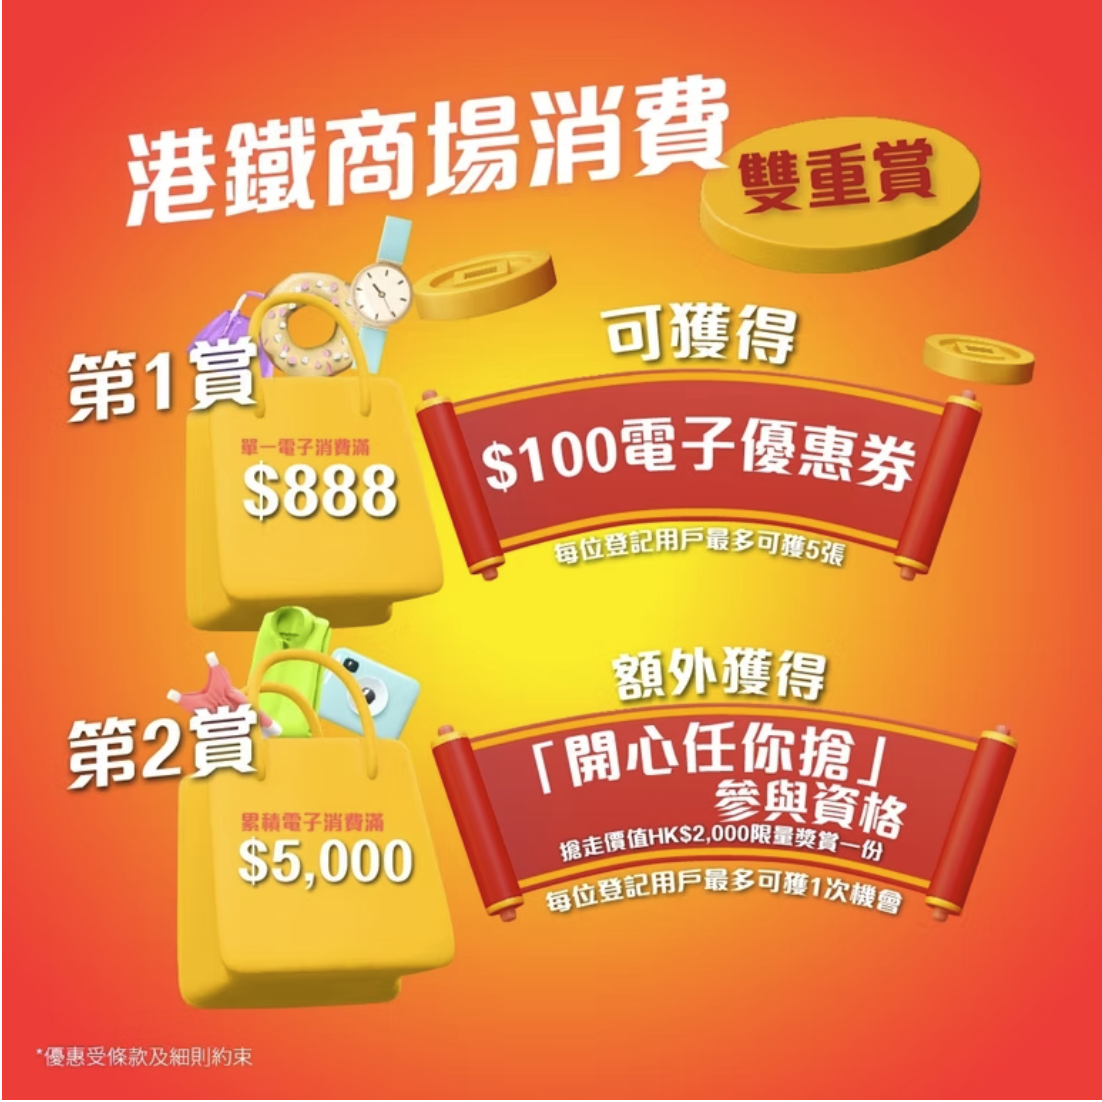 港鐵商場消費
雙重賞
第1賞
單一電子消費滿
$888
可獲得
$100電子優惠券
每位登記用戶最多可獲5張
第2賞
累積電子消費滿
$5,000
額外獲得
「開心任你搶」
參與資格
搶走價值HK$2,000限量獎賞一份
每位登記用戶最多可獲1次機會
*優惠受條款及細則約束